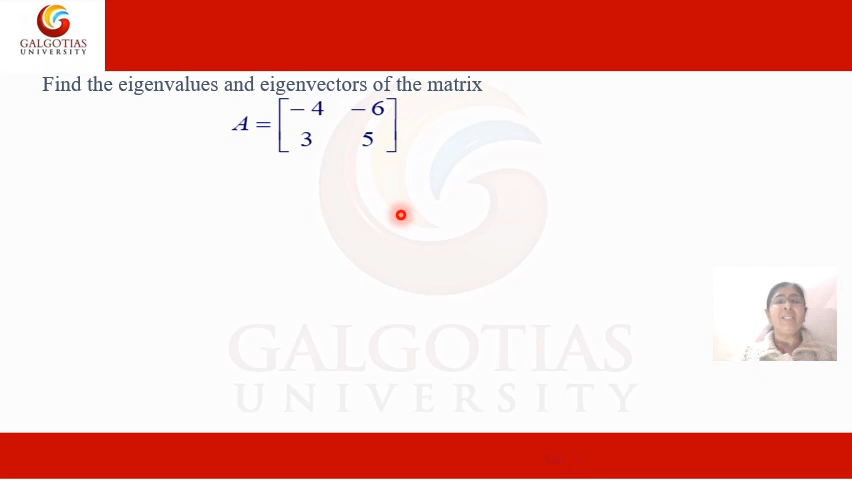 GALGOTIAS
UNIVERSITY
Find the eigenvalues and eigenvectors of the matrix
A = [ − 4 − 6
3 5 ]
GALGOTIAS
UNIVERSITY